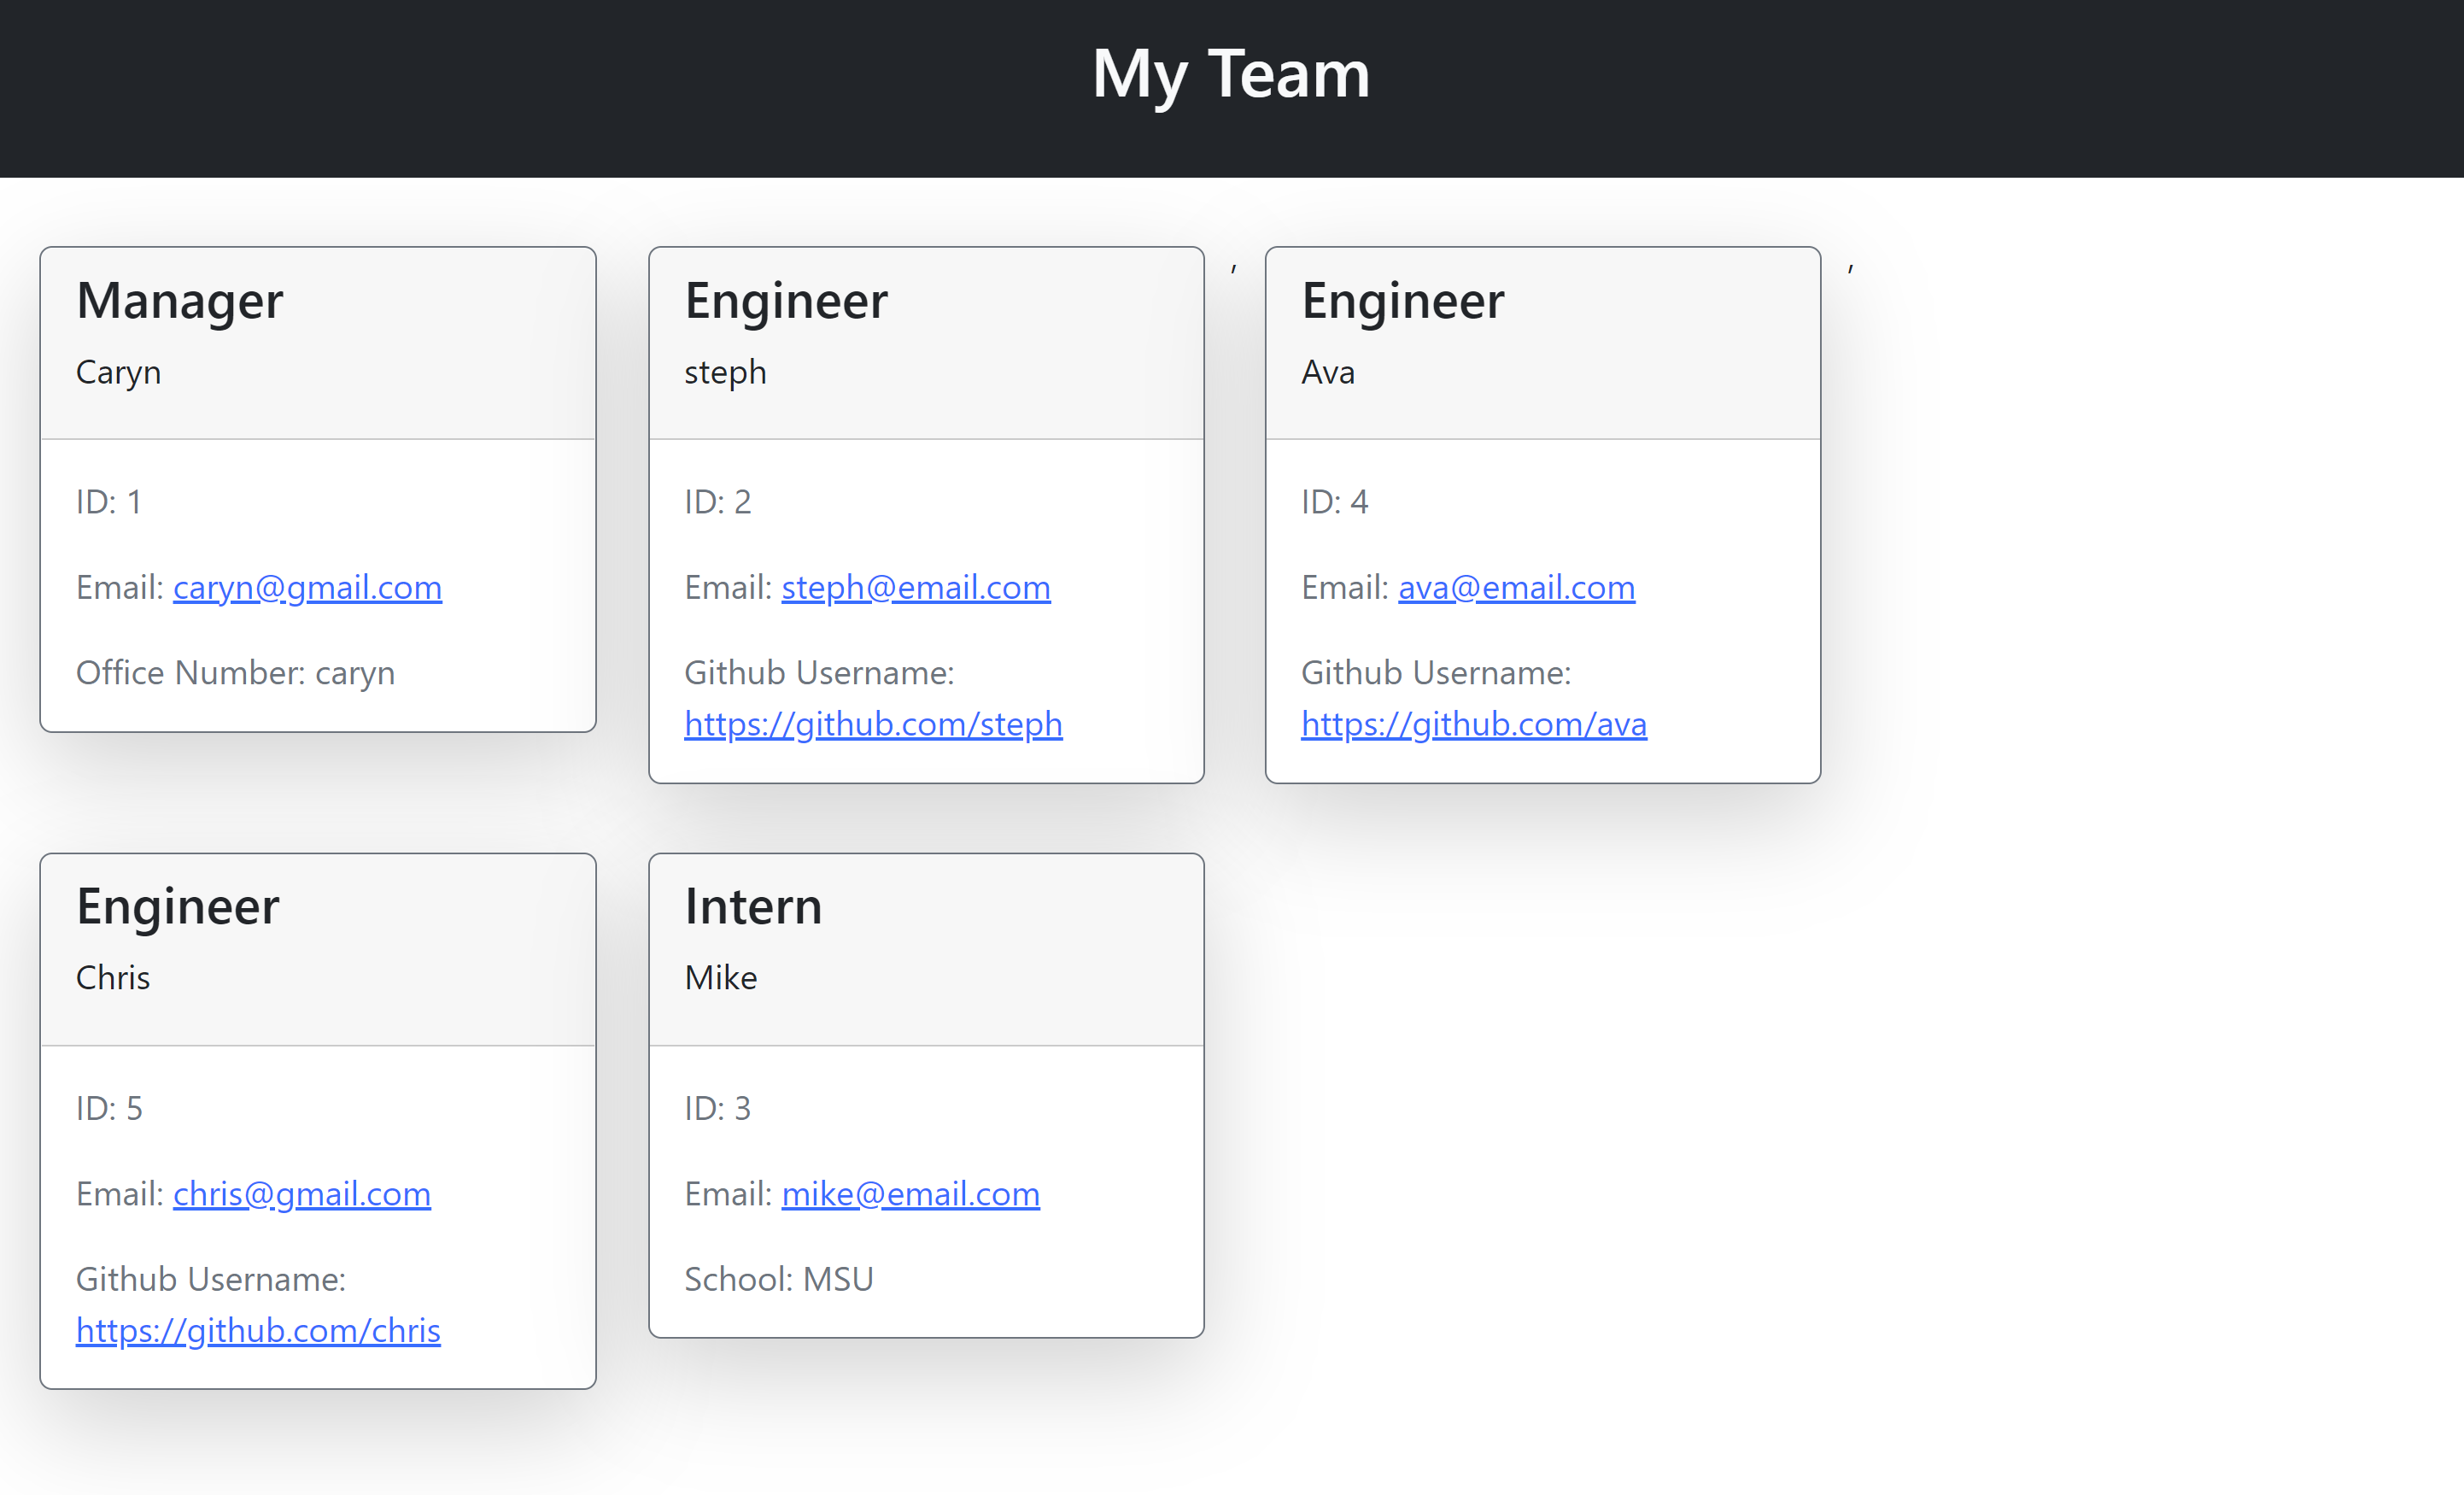 My Team
Manager
Caryn
ID: 1
Email: caryn@gmail.com
Office Number: caryn
Engineer
steph
ID: 2
Email: steph@email.com
Github Username:
https://github.com/steph
,
Engineer
Ava
ID: 4
Email: ava@email.com
Github Username:
https://github.com/ava
,
Engineer
Chris
ID: 5
Email: chris@gmail.com
Github Username:
https://github.com/chris
Intern
Mike
ID: 3
Email: mike@email.com
School: MSU